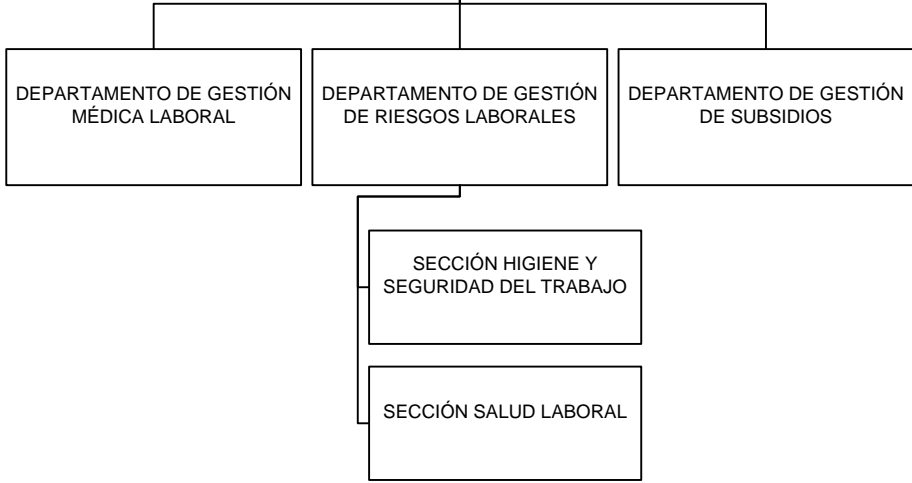 DEPARTAMENTO DE GESTIÓN
MÉDICA LABORAL
DEPARTAMENTO DE GESTIÓN
DE RIESGOS LABORALES
DEPARTAMENTO DE GESTIÓN
DE SUBSIDIOS
SECCIÓN HIGIENE Y
SEGURIDAD DEL TRABAJO
SECCIÓN SALUD LABORAL